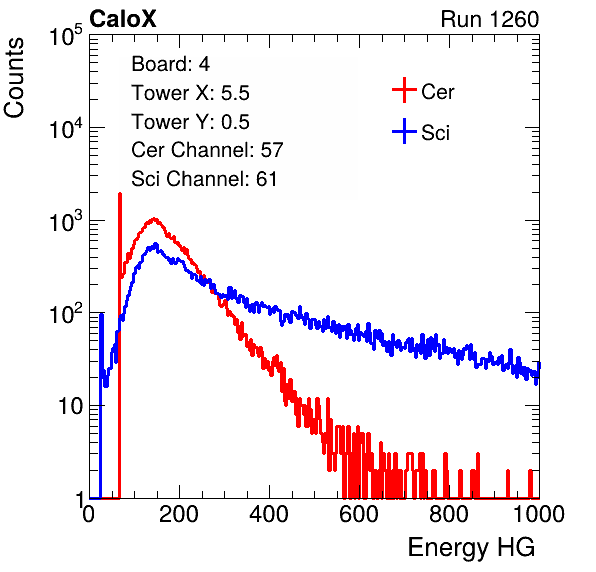 CaloX Run 1260
Counts
Board: 4
Tower X: 5.5
Tower Y: 0.5
Cer Channel: 57
Sci Channel: 61
Cer
Sci
10^5
10^4
10^3
10^2
10
1
0 200 400 600 800 1000
Energy HG